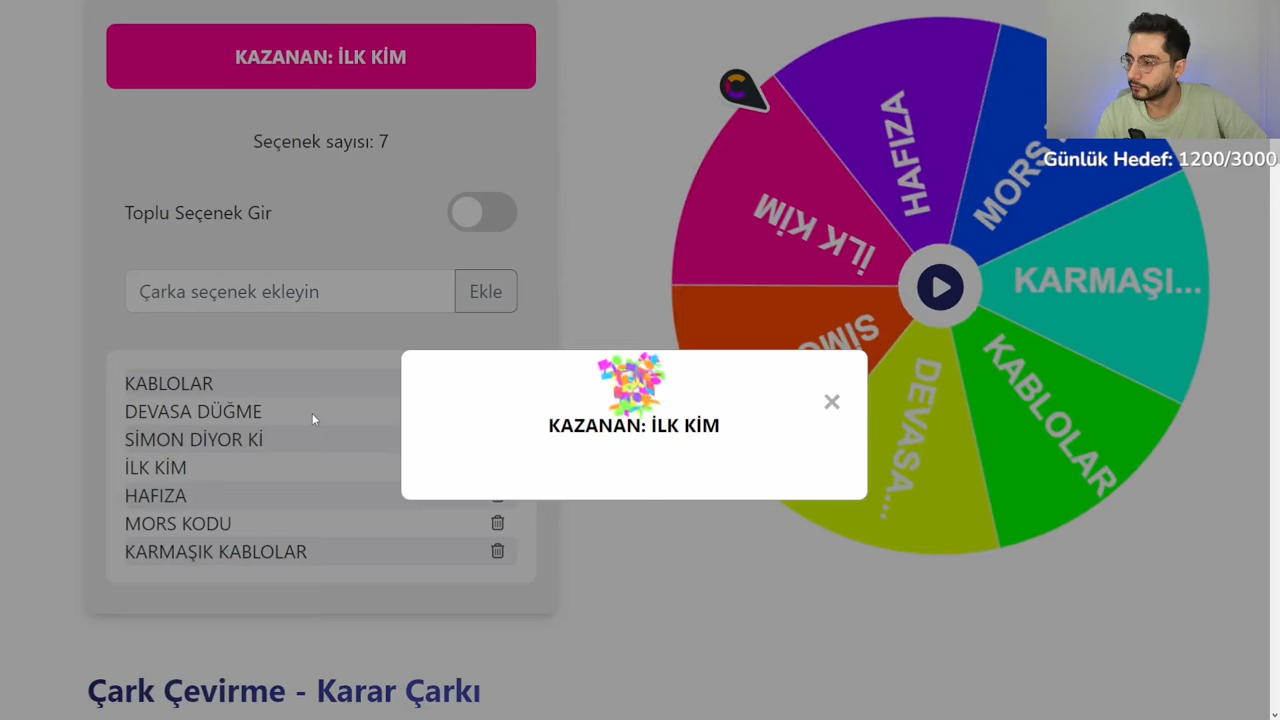 KAZANAN: İLK KİM
Seçenek sayısı: 7
Toplu Seçenek Gir
Çarka seçenek ekleyin
Ekle
KABLOLAR
DEVASA DÜĞME
SİMON DİYOR Kİ
İLK KİM
HAFIZA
MORS KODU
KARMAŞIK KABLOLAR
KAZANAN: İLK KİM
HAFIZA
MORS
KARMAŞI...
KABLOLAR
DEVASA...
İLK KİM
Günlük Hedef: 1200/3000
Çark Çevirme - Karar Çarkı